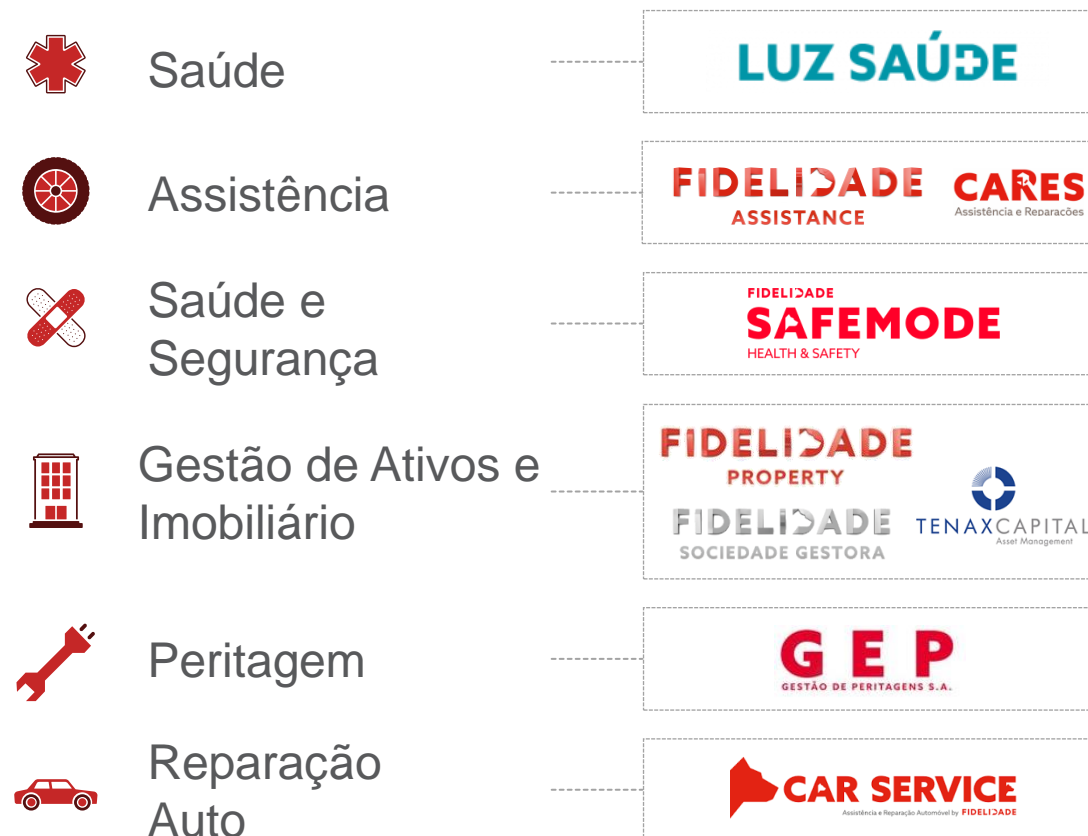 Saúde
LUZ SAÚDE
Assistência
FIDELIDADE
ASSISTANCE
CARES
Assistência e Reparações
Saúde e
Segurança
FIDELIDADE
SAFEMODE
HEALTH & SAFETY
Gestão de Ativos e
Imobiliário
FIDELIDADE
PROPERTY
FIDELIDADE
SOCIEDADE GESTORA
TENAXCAPITAL
Asset Management
Peritagem
GEP
GESTÃO DE PERITAGENS S.A.
Reparação
Auto
CAR SERVICE
Assistência e Reparação Automóvel by FIDELIDADE